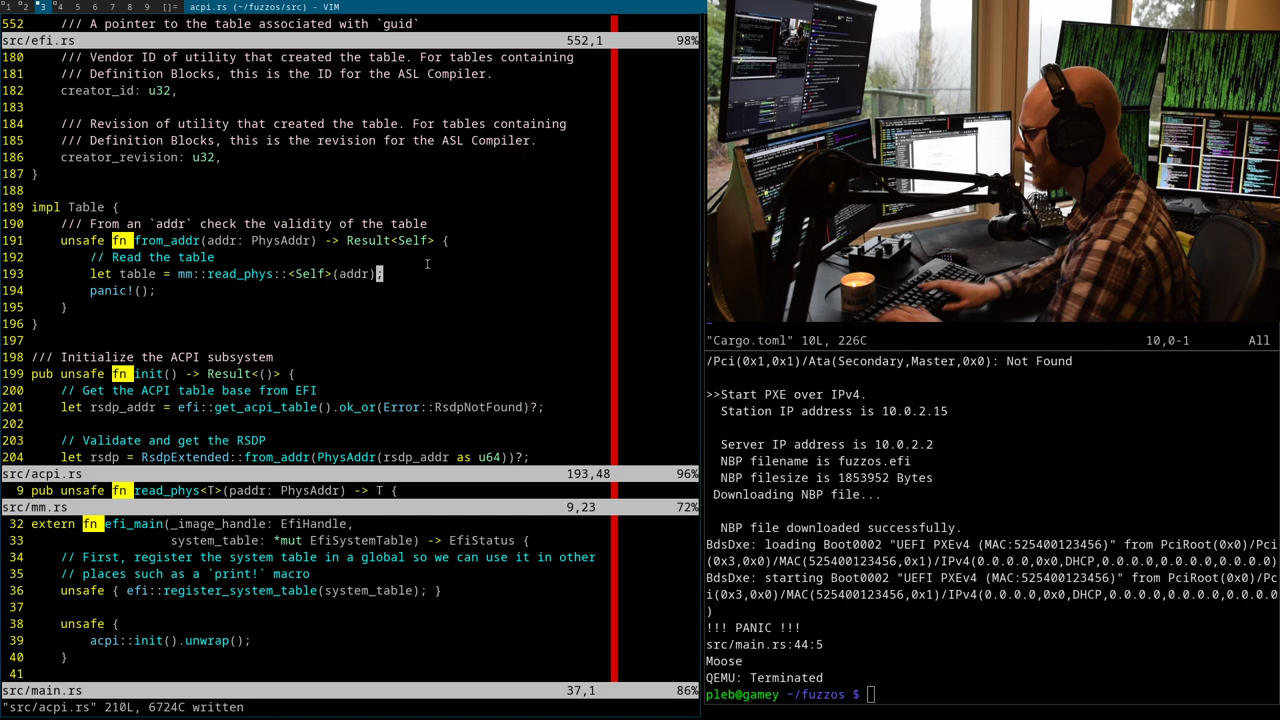 1 2 3 4 5 6 7 8 9 []= acpi.rs (~/fuzzos/src) - VIM
552     /// A pointer to the table associated with `guid`
src/efi.rs 552,1 98%
180     /// Vendor ID of utility that created the table. For tables containing
181     /// Definition Blocks, this is the ID for the ASL Compiler.
182     creator_id: u32,
183
184     /// Revision of utility that created the table. For tables containing
185     /// Definition Blocks, this is the revision for the ASL Compiler.
186     creator_revision: u32,
187 }
188
189 impl Table {
190     /// From an `addr` check the validity of the table
191     unsafe fn from_addr(addr: PhysAddr) -> Result<Self> {
192         // Read the table
193         let table = mm::read_phys::<Self>(addr);
194         panic!();
195     }
196 }
197
198 /// Initialize the ACPI subsystem
199 pub unsafe fn init() -> Result<()> {
200     // Get the ACPI table base from EFI
201     let rsdp_addr = efi::get_acpi_table().ok_or(Error::RsdpNotFound)?;
202
203     // Validate and get the RSDP
204     let rsdp = RsdpExtended::from_addr(PhysAddr(rsdp_addr as u64))?;
src/acpi.rs 193,48 96%
9 pub unsafe fn read_phys<T>(paddr: PhysAddr) -> T {
src/mm.rs 9,23 72%
32 extern fn efi_main(_image_handle: EfiHandle,
33                    system_table: *mut EfiSystemTable) -> EfiStatus {
34     // First, register the system table in a global so we can use it in other
35     // places such as a `print!` macro
36     unsafe { efi::register_system_table(system_table); }
37
38     unsafe {
39         acpi::init().unwrap();
40     }
41
src/main.rs 37,1 86%
"src/acpi.rs" 210L, 6724C written
~
"Cargo.toml" 10L, 226C 10,0-1 All
/Pci(0x1,0x1)/Ata(Secondary,Master,0x0): Not Found
>>Start PXE over IPv4.
  Station IP address is 10.0.2.15
  Server IP address is 10.0.2.2
  NBP filename is fuzzos.efi
  NBP filesize is 1853952 Bytes
 Downloading NBP file...
  NBP file downloaded successfully.
BdsDxe: loading Boot0002 "UEFI PXEv4 (MAC:525400123456)" from PciRoot(0x0)/Pci
(0x3,0x0)/MAC(525400123456,0x1)/IPv4(0.0.0.0,0x0,DHCP,0.0.0.0,0.0.0.0,0.0.0.0)
BdsDxe: starting Boot0002 "UEFI PXEv4 (MAC:525400123456)" from PciRoot(0x0)/Pc
i(0x3,0x0)/MAC(525400123456,0x1)/IPv4(0.0.0.0,0x0,DHCP,0.0.0.0,0.0.0.0,0.0.0.0
)
!!! PANIC !!!
src/main.rs:44:5
Moose
QEMU: Terminated
pleb@gamey ~/fuzzos $